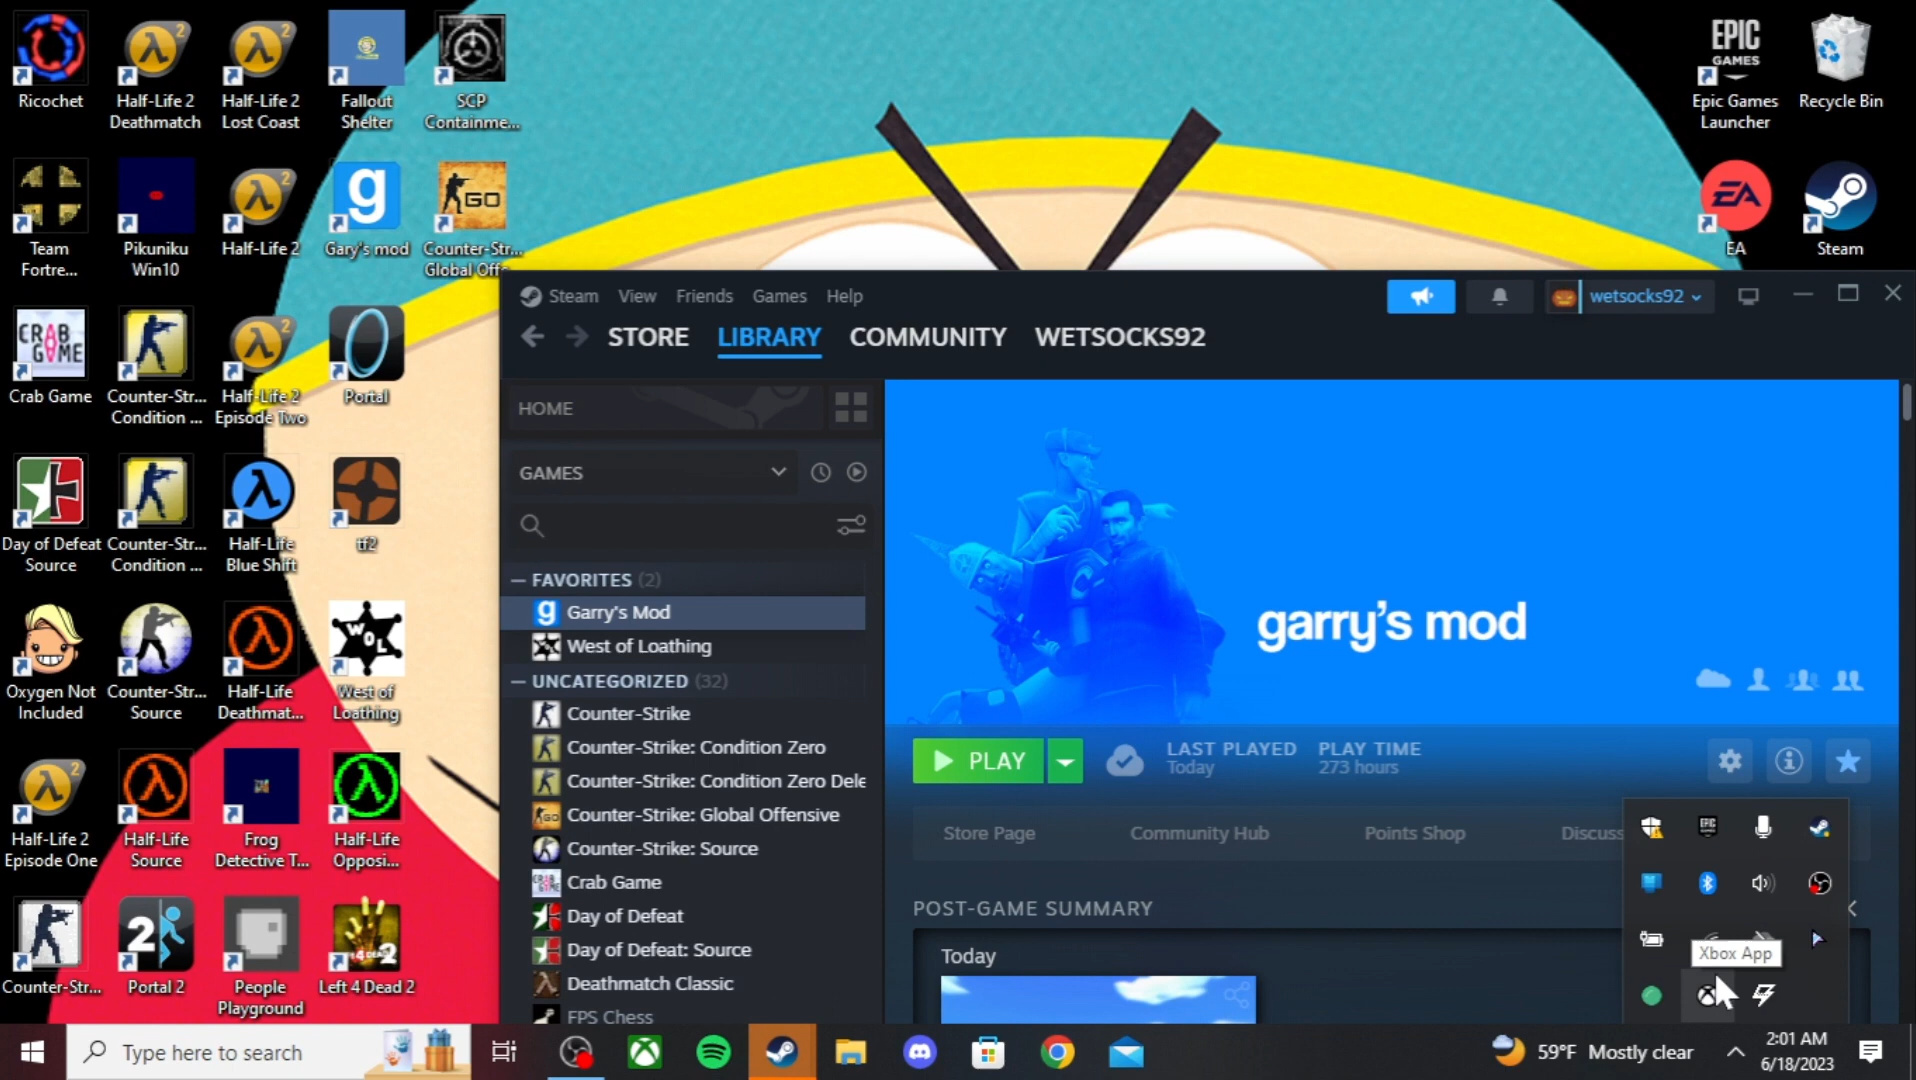 Ricochet
Half-Life 2
Deathmatch
Half-Life 2
Lost Coast
Fallout
Shelter
SCP
Containme...
EPIC
GAMES
Epic Games
Launcher
Recycle Bin
Team
Fortre...
Pikuniku
Win10
Half-Life 2
g
Gary's mod
GO
Counter-Str...
Global Offe...
EA
EA
Steam
CRAB
GAME
Crab Game
Counter-Str...
Condition ...
Half-Life 2
Episode Two
Portal
Day of Defeat
Source
Counter-Str...
Condition ...
Half-Life
Blue Shift
tf2
Oxygen Not
Included
Counter-Str...
Source
Half-Life
Deathmat...
WOL
West of
Loathing
Half-Life 2
Episode One
Half-Life
Source
Frog
Detective T...
Half-Life
Opposi...
Counter-Str...
2
Portal 2
People
Playground
Left 4 Dead 2
Steam View Friends Games Help
wetsocks92
STORE LIBRARY COMMUNITY WETSOCKS92
HOME
GAMES
FAVORITES (2)
g Garry's Mod
West of Loathing
UNCATEGORIZED (32)
Counter-Strike
Counter-Strike: Condition Zero
Counter-Strike: Condition Zero Dele
Counter-Strike: Global Offensive
Counter-Strike: Source
Crab Game
Day of Defeat
Day of Defeat: Source
Deathmatch Classic
FPS Chess
garry's mod
PLAY
LAST PLAYED
Today
PLAY TIME
273 hours
Store Page Community Hub Points Shop Discuss
POST-GAME SUMMARY
Today
EPIC
Xbox App
Type here to search
59°F Mostly clear
2:01 AM
6/18/2023